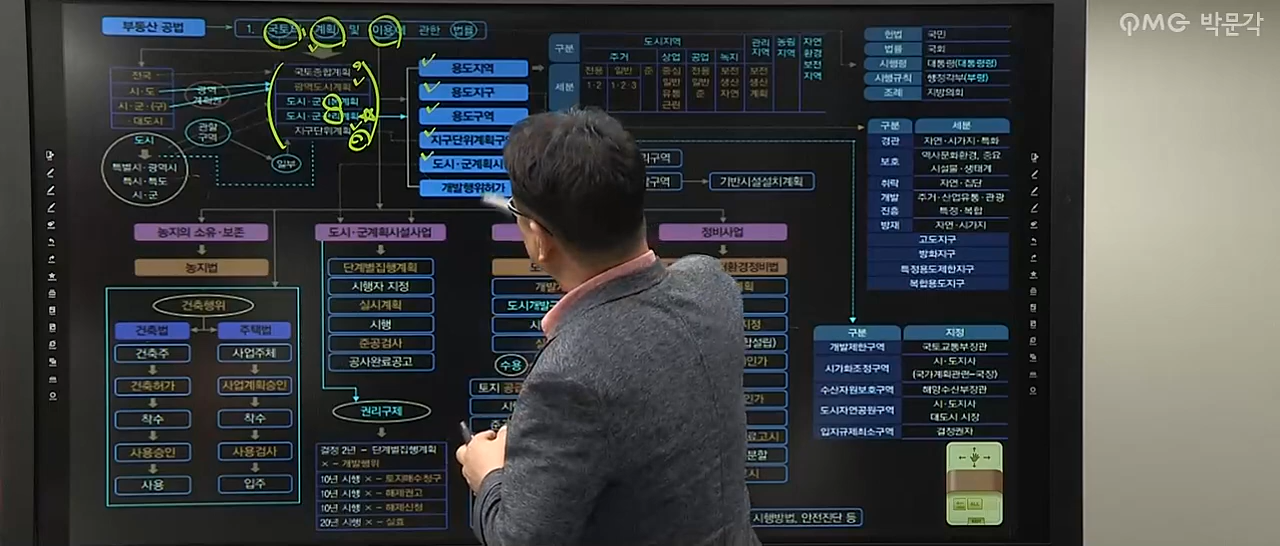 QMG 박문각
부동산 공법
1. 국토의 계획 및 이용에 관한 법률
전국
시·도
시·군·(구)
대도시
광역
계획권
관할
구역
일부
도시
특별시·광역시
특시·특도
시·군
국토종합계획
광역도시계획
지구단위계획
용도지역
용도지구
용도구역
도시·군계획시
개발행위허가
구분
도시지역
관리
지역
농림
지역
자연
환경
보전
지역
주거 상업 공업 녹지
세분
전용 일반 준 중심 전용 보전 보전
1·2 1·2·3 일반 일반 생산 생산
유통 준 자연 계획
근린
기반시설설치계획
헌법 국민
법률 국회
시행령 대통령(대통령령)
시행규칙 행정각부(부령)
조례 지방의회
구분 세분
경관 자연·시가지·특화
보호 역사문화환경, 중요
시설물·생태계
취락 자연·집단
개발 주거·산업유통·관광
진흥 특정·복합
방재 자연·시가지
고도지구
방화지구
특정용도제한지구
복합용도지구
농지의 소유·보존
농지법
건축행위
건축법
주택법
건축주
사업주체
건축허가
사업계획승인
착수
착수
사용승인
사용검사
사용
입주
도시·군계획시설사업
단계별집행계획
시행자 지정
실시계획
시행
준공검사
공사완료공고
권리구제
결정 2년 - 단계별집행계획
× - 개발행위
10년 시행 × - 토지매수청구
10년 시행 × - 해제권고
10년 시행 × - 해제신청
20년 시행 × - 실효
도시개발구
수용
토지 공급
정비사업
구분 지정
개발제한구역 국토교통부장관
시가화조정구역 시·도지사
(국가계획관련-국장)
수산자원보호구역 해양수산부장관
도시자연공원구역 시·도지사
대도시 시장
입지규제최소구역 결정권자
시행방법, 안전진단 등